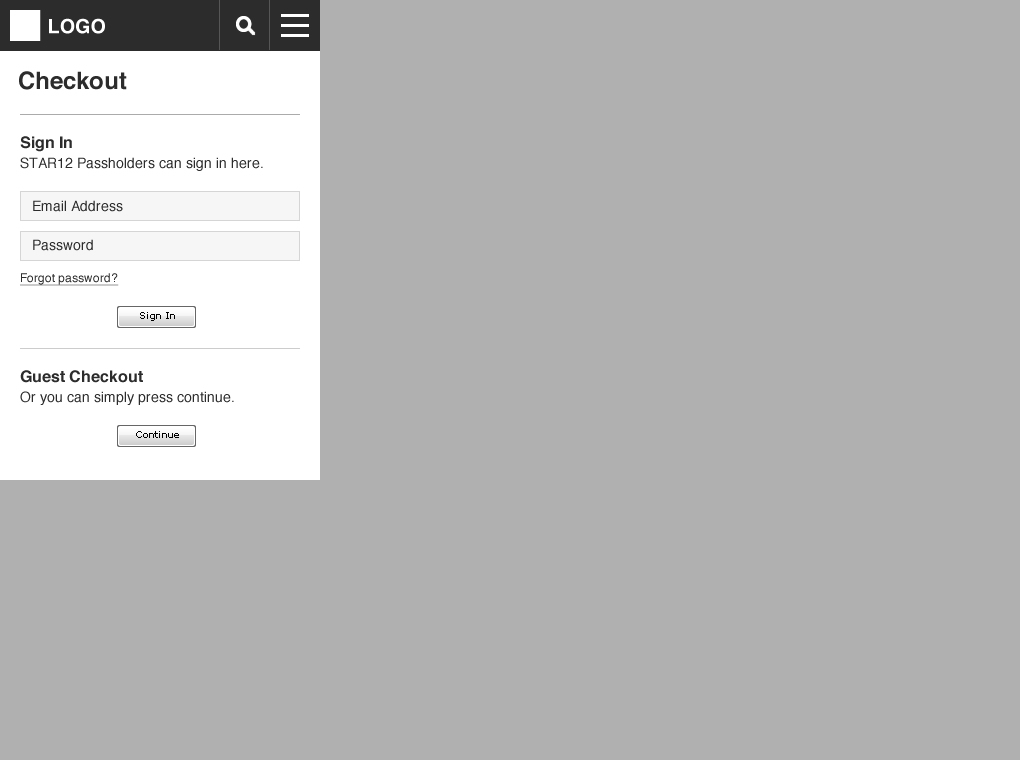 LOGO
Checkout
Sign In
STAR12 Passholders can sign in here.
Email Address
Password
Forgot password?
Sign In
Guest Checkout
Or you can simply press continue.
Continue